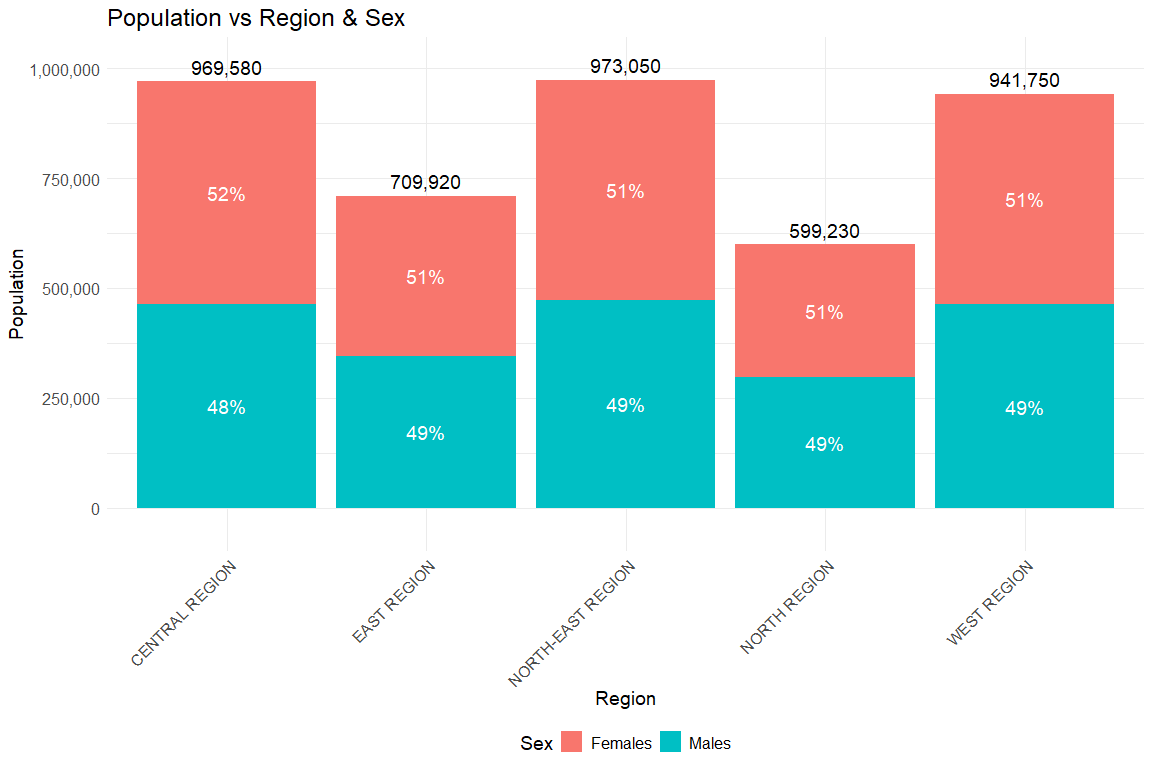 Population vs Region & Sex
Population
1,000,000
750,000
500,000
250,000
0
969,580
709,920
973,050
599,230
941,750
52%
51%
51%
51%
51%
48%
49%
49%
49%
49%
CENTRAL REGION
EAST REGION
NORTH-EAST REGION
NORTH REGION
WEST REGION
Region
Sex Females Males